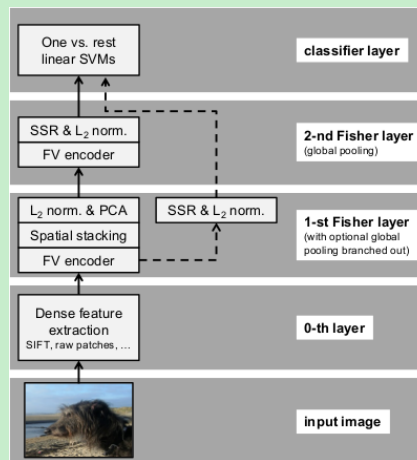 One vs. rest
linear SVMs
classifier layer
SSR & L2 norm.
FV encoder
2-nd Fisher layer
(global pooling)
L2 norm. & PCA
Spatial stacking
FV encoder
SSR & L2 norm.
1-st Fisher layer
(with optional global
pooling branched out)
Dense feature
extraction
SIFT, raw patches, ...
0-th layer
input image